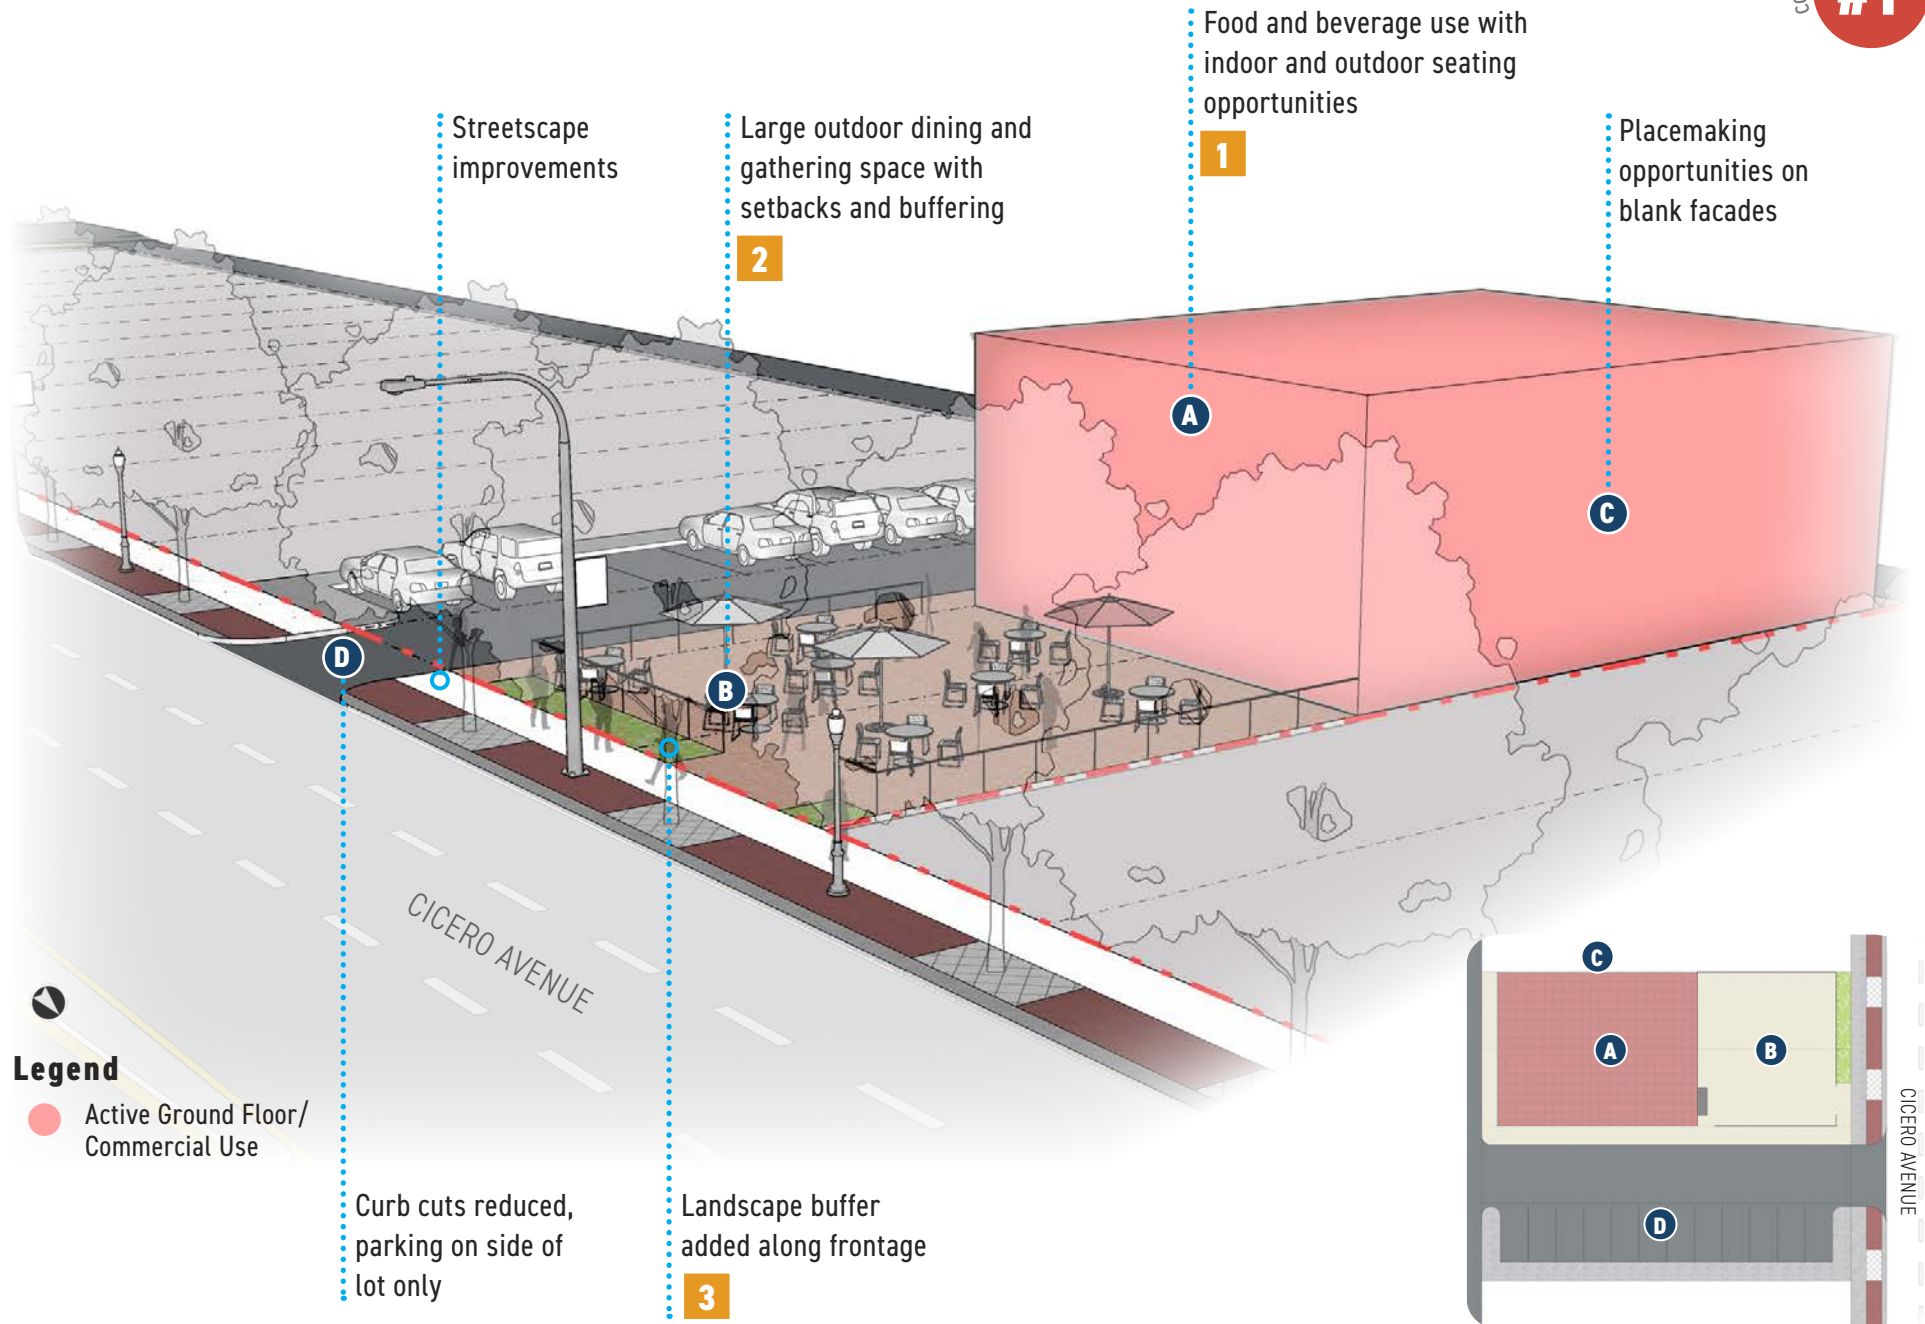 #1
Food and beverage use with
indoor and outdoor seating
opportunities
1
Streetscape
improvements
Large outdoor dining and
gathering space with
setbacks and buffering
2
Placemaking
opportunities on
blank facades
A
C
D
B
CICERO AVENUE
Legend
Active Ground Floor/
Commercial Use
Curb cuts reduced,
parking on side of
lot only
Landscape buffer
added along frontage
3
C
A
B
D
CICERO AVENUE